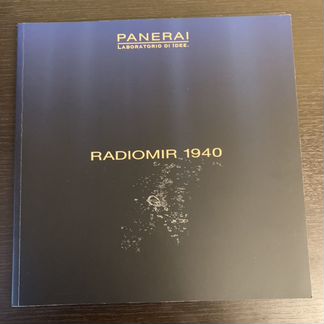 PANERAI
LABORATORIO DI IDEE.
RADIOMIR 1940